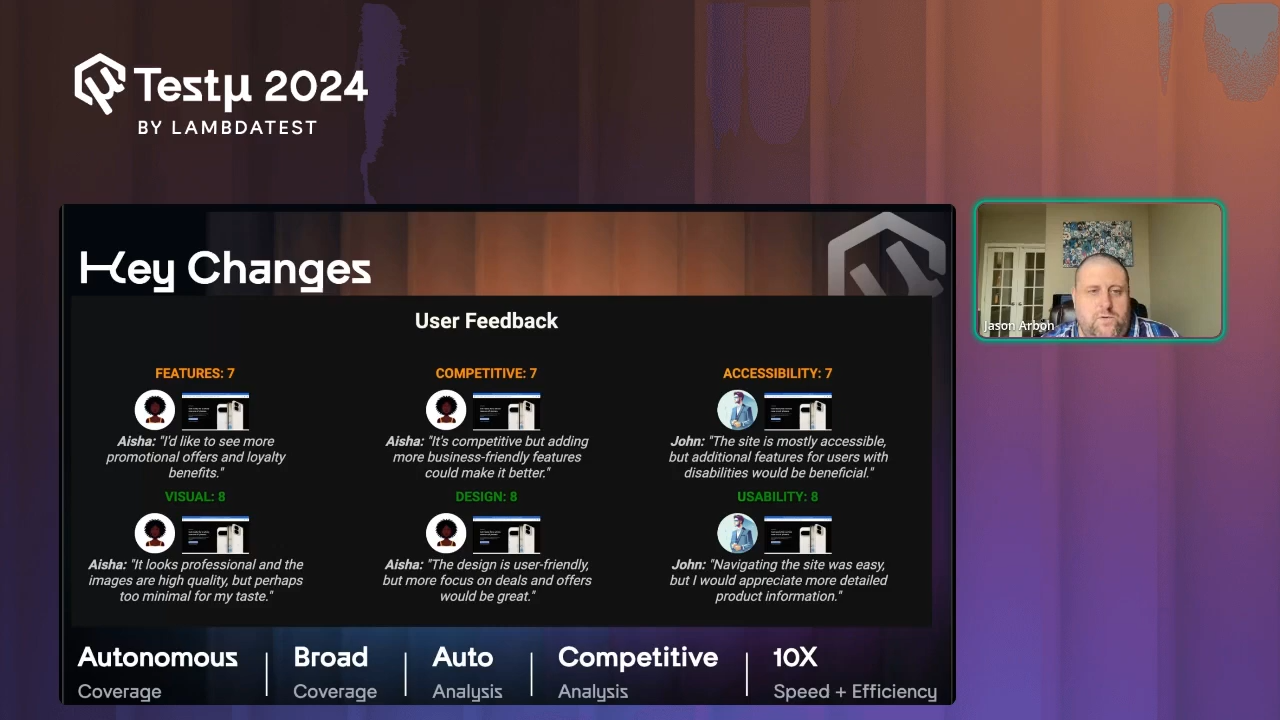 Testμ 2024
BY LAMBDATEST
Key Changes
User Feedback
FEATURES: 7
Aisha: "I'd like to see more
promotional offers and loyalty
benefits."
COMPETITIVE: 7
Aisha: "It's competitive but adding
more business-friendly features
could make it better."
ACCESSIBILITY: 7
John: "The site is mostly accessible,
but additional features for users with
disabilities would be beneficial."
VISUAL: 8
Aisha: "It looks professional and the
images are high quality, but perhaps
too minimal for my taste."
DESIGN: 8
Aisha: "The design is user-friendly,
but more focus on deals and offers
would be great."
USABILITY: 8
John: "Navigating the site was easy,
but I would appreciate more detailed
product information."
Autonomous
Coverage
Broad
Coverage
Auto
Analysis
Competitive
Analysis
10X
Speed + Efficiency
Jason Arbon